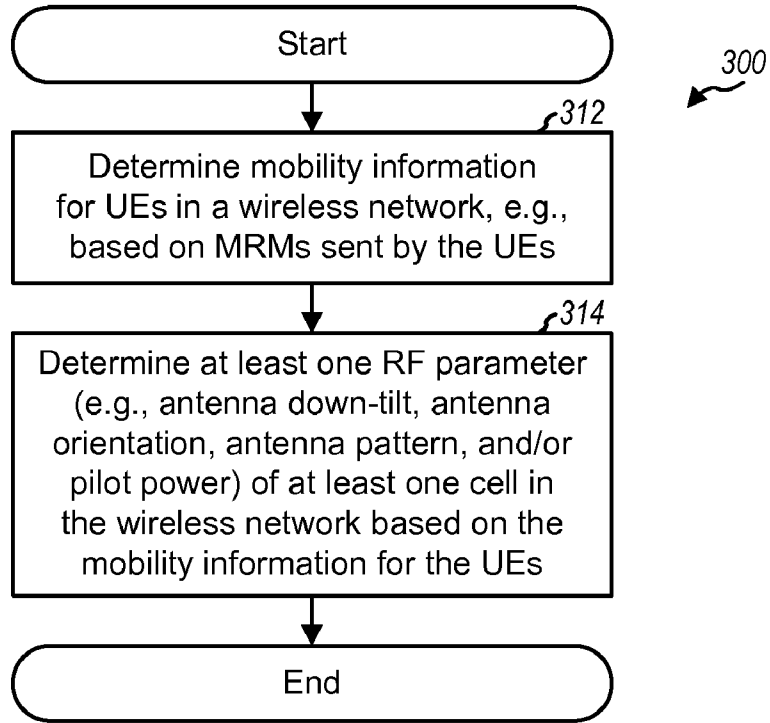 Start
300
312
Determine mobility information
for UEs in a wireless network, e.g.,
based on MRMs sent by the UEs
314
Determine at least one RF parameter
(e.g., antenna down-tilt, antenna
orientation, antenna pattern, and/or
pilot power) of at least one cell in
the wireless network based on the
mobility information for the UEs
End